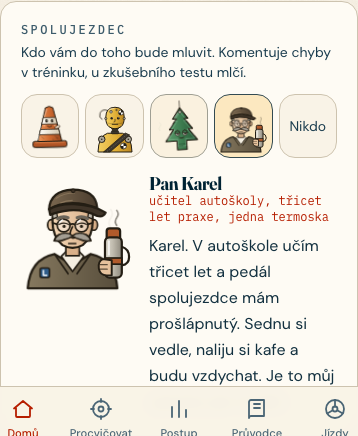 SPOLUJEZDEC
Kdo vám do toho bude mluvit. Komentuje chyby
v tréninku, u zkušebního testu mlčí.
Nikdo
Pan Karel
učitel autoškoly, třicet
let praxe, jedna termoska
Karel. V autoškole učím
třicet let a pedál
spolujezdce mám
prošlápnutý. Sednu si
vedle, naliju si kafe a
budu vzdychat. Je to můj
L
Domů Procvičovat Postup Průvodce Jízdy